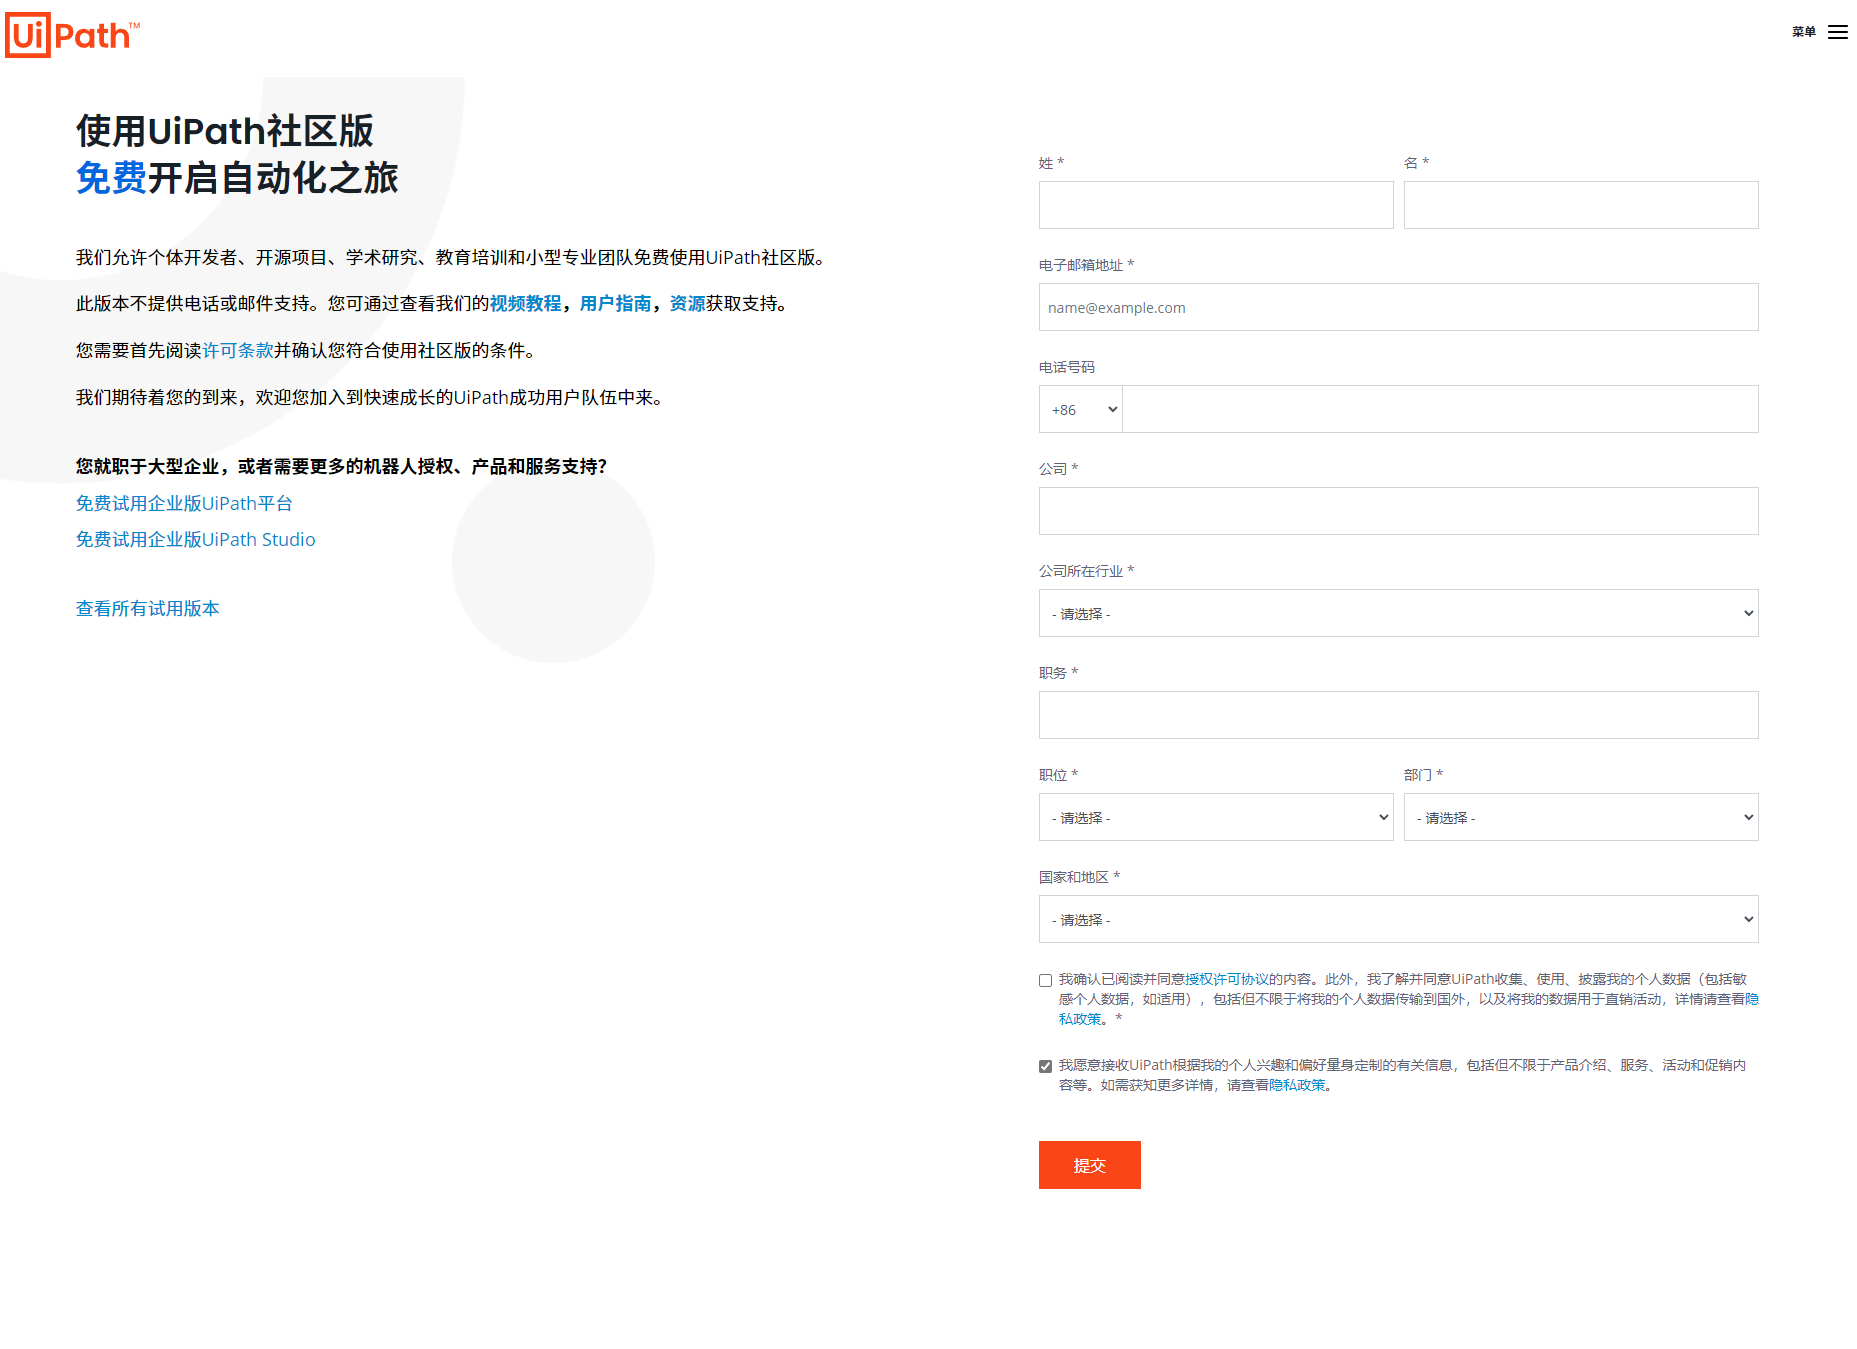 UiPath™
菜单
使用UiPath社区版
免费开启自动化之旅
我们允许个体开发者、开源项目、学术研究、教育培训和小型专业团队免费使用UiPath社区版。
此版本不提供电话或邮件支持。您可通过查看我们的视频教程，用户指南，资源获取支持。
您需要首先阅读许可条款并确认您符合使用社区版的条件。
我们期待着您的到来，欢迎您加入到快速成长的UiPath成功用户队伍中来。
您就职于大型企业，或者需要更多的机器人授权、产品和服务支持？
免费试用企业版UiPath平台
免费试用企业版UiPath Studio
查看所有试用版本
姓 *
名 *
电子邮箱地址 *
name@example.com
电话号码
+86
公司 *
公司所在行业 *
- 请选择 -
职务 *
职位 *
部门 *
- 请选择 -
- 请选择 -
国家和地区 *
- 请选择 -
我确认已阅读并同意授权许可协议的内容。此外，我了解并同意UiPath收集、使用、披露我的个人数据（包括敏
感个人数据，如适用），包括但不限于将我的个人数据传输到国外，以及将我的数据用于直销活动，详情请查看隐
私政策。*
我愿意接收UiPath根据我的个人兴趣和偏好量身定制的有关信息，包括但不限于产品介绍、服务、活动和促销内
容等。如需获知更多详情，请查看隐私政策。
提交